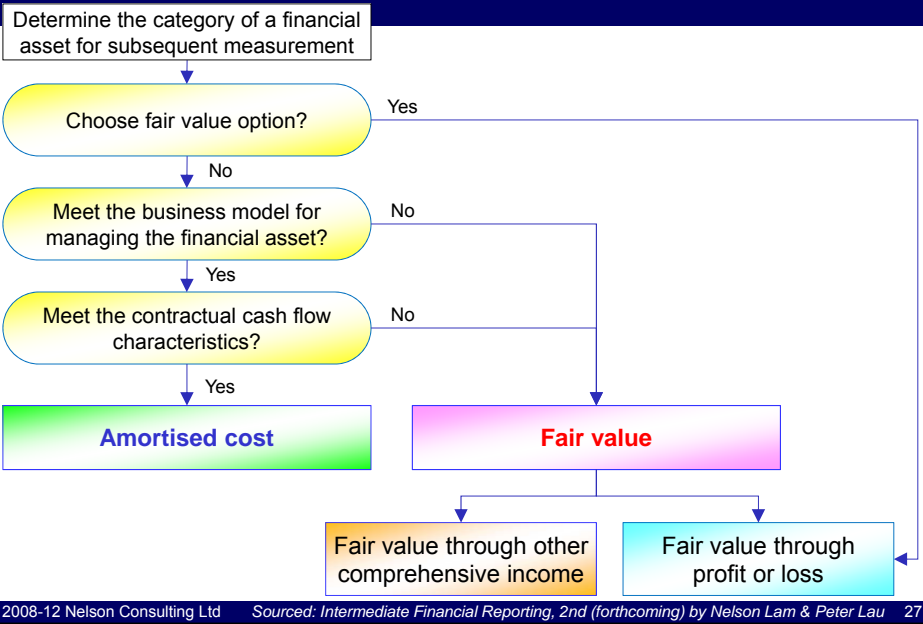 Determine the category of a financial
asset for subsequent measurement
Choose fair value option?
Yes
No
Meet the business model for
managing the financial asset?
No
Yes
Meet the contractual cash flow
characteristics?
No
Yes
Amortised cost
Fair value
Fair value through other
comprehensive income
Fair value through
profit or loss
2008-12 Nelson Consulting Ltd Sourced: Intermediate Financial Reporting, 2nd (forthcoming) by Nelson Lam & Peter Lau 27